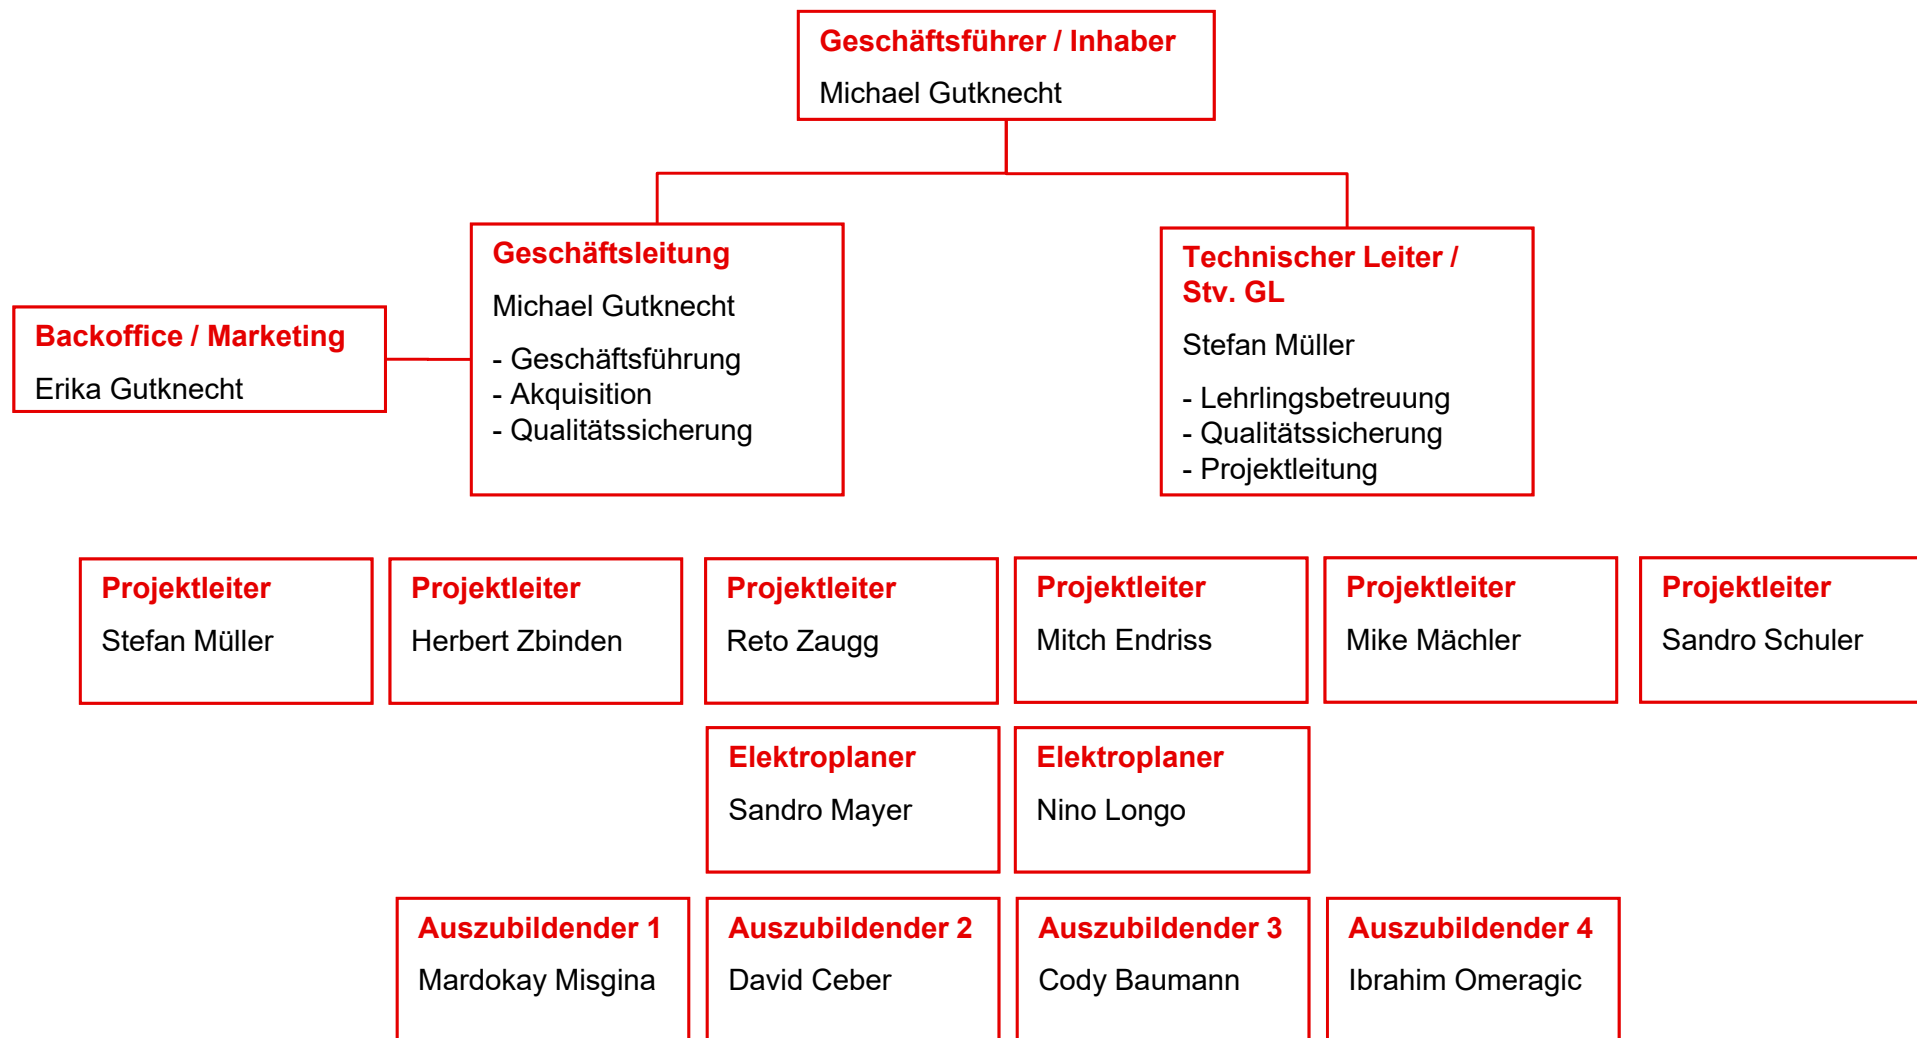 Geschäftsführer / Inhaber
Michael Gutknecht
Geschäftsleitung
Michael Gutknecht
- Geschäftsführung
- Akquisition
- Qualitätssicherung
Technischer Leiter /
Stv. GL
Stefan Müller
- Lehrlingsbetreuung
- Qualitätssicherung
- Projektleitung
Backoffice / Marketing
Erika Gutknecht
Projektleiter
Stefan Müller
Projektleiter
Herbert Zbinden
Projektleiter
Reto Zaugg
Projektleiter
Mitch Endriss
Projektleiter
Mike Mächler
Projektleiter
Sandro Schuler
Elektroplaner
Sandro Mayer
Elektroplaner
Nino Longo
Auszubildender 1
Mardokay Misgina
Auszubildender 2
David Ceber
Auszubildender 3
Cody Baumann
Auszubildender 4
Ibrahim Omeragic